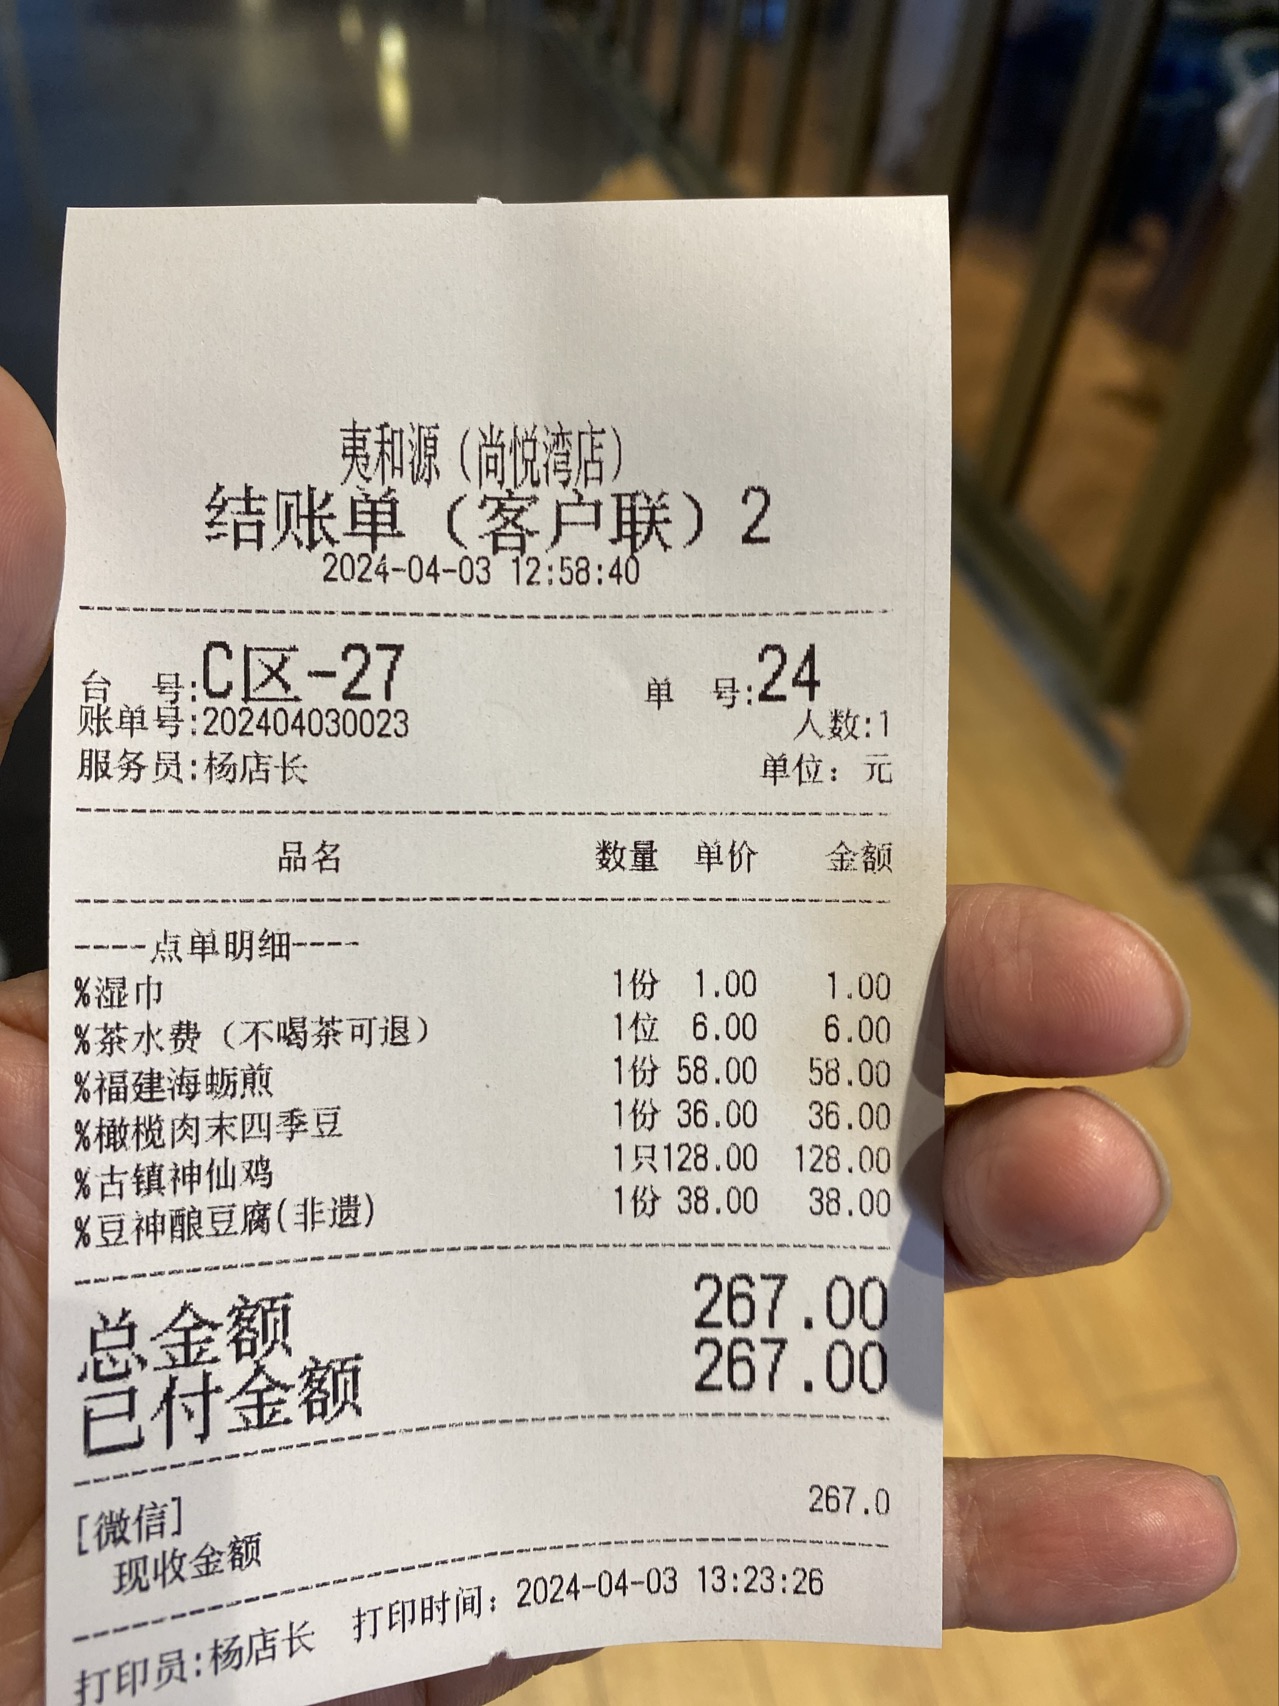 夷和源（尚悦湾店）
结账单（客户联）2
2024-04-03 12:58:40
台 号:C区-27 单 号:24
账单号:202404030023 人数:1
服务员:杨店长 单位: 元
品名 数量 单价 金额
----点单明细----
%湿巾 1份 1.00 1.00
%茶水费（不喝茶可退） 1位 6.00 6.00
%福建海蛎煎 1份 58.00 58.00
%橄榄肉末四季豆 1份 36.00 36.00
%古镇神仙鸡 1只128.00 128.00
%豆神酿豆腐(非遗) 1份 38.00 38.00
总金额 267.00
已付金额 267.00
[微信] 267.0
现收金额
打印员:杨店长 打印时间: 2024-04-03 13:23:26